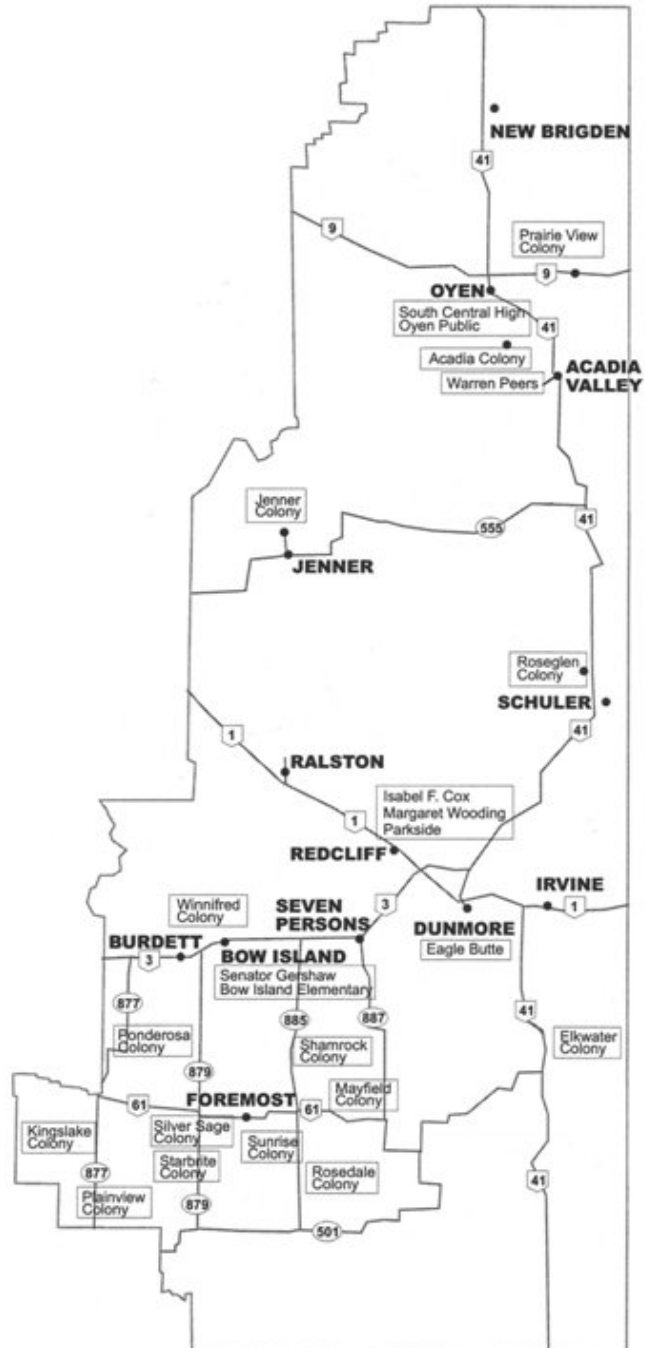 NEW BRIGDEN
41
9
Prairie View
Colony
9
OYEN
South Central High
Oyen Public
41
Acadia Colony
Warren Peers
ACADIA
VALLEY
Jenner
Colony
555
41
JENNER
Roseglen
Colony
SCHULER
41
1
RALSTON
Isabel F. Cox
Margaret Wooding
Parkside
1
REDCLIFF
IRVINE
1
Winnifred
Colony
SEVEN
PERSONS
3
DUNMORE
Eagle Butte
BURDETT
3
BOW ISLAND
Senator Gershaw
Bow Island Elementary
877
885
887
41
Ponderosa
Colony
Shamrock
Colony
Elkwater
Colony
879
Mayfield
Colony
FOREMOST
61
61
Kingslake
Colony
Silver Sage
Colony
Sunrise
Colony
Starbrite
Colony
Rosedale
Colony
877
41
Plainview
Colony
879
501